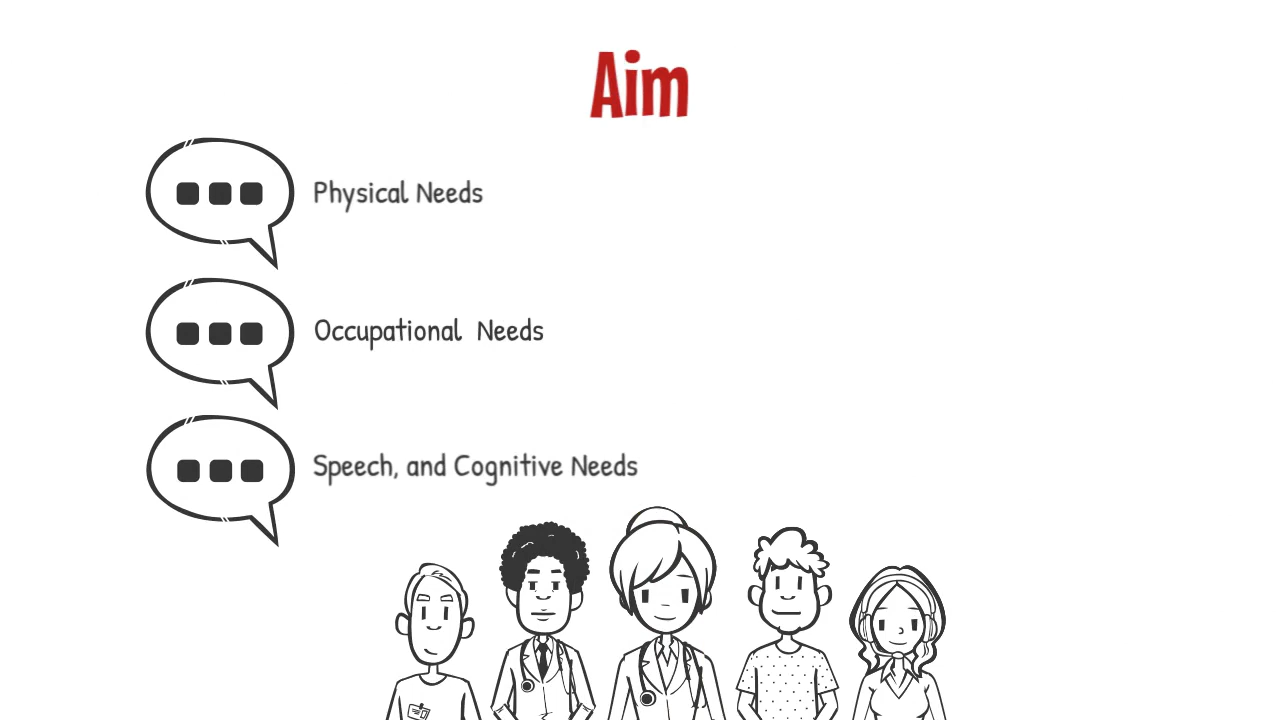 Aim
Physical Needs
Occupational Needs
Speech, and Cognitive Needs